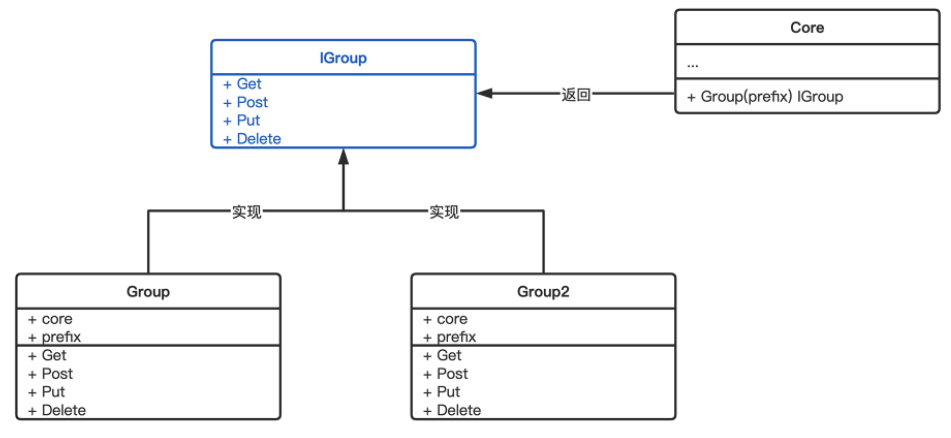 Core
...
+ Group(prefix) IGroup
IGroup
+ Get
+ Post
+ Put
+ Delete
返回
实现
实现
Group
+ core
+ prefix
+ Get
+ Post
+ Put
+ Delete
Group2
+ core
+ prefix
+ Get
+ Post
+ Put
+ Delete